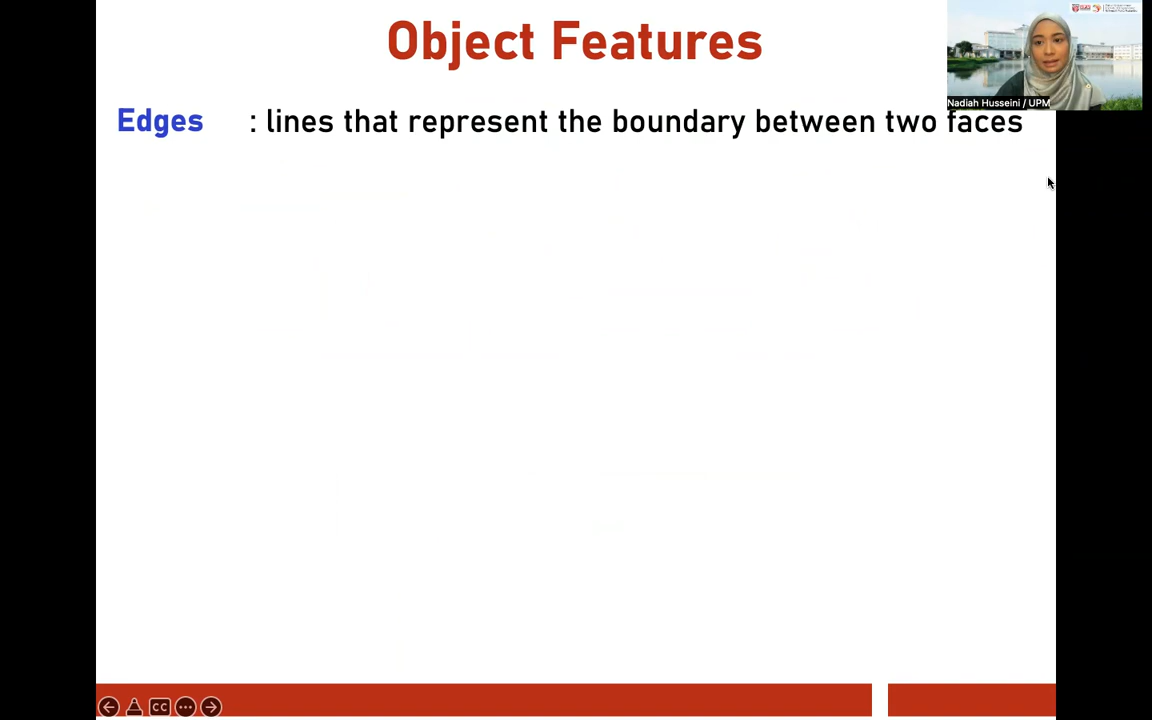 Object Features
Edges : lines that represent the boundary between two faces
Nadiah Husseini / UPM
CC